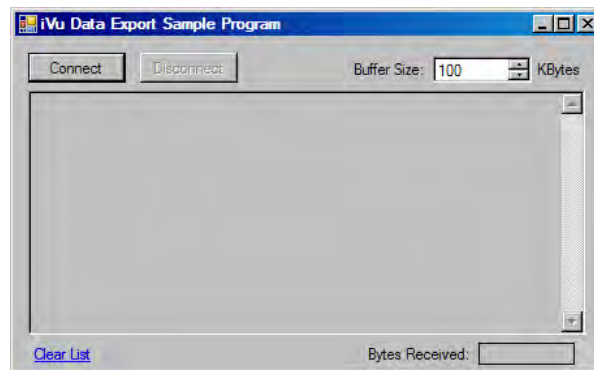 iVu Data Export Sample Program
Connect Disconnect Buffer Size: 100 KBytes
Clear List Bytes Received: